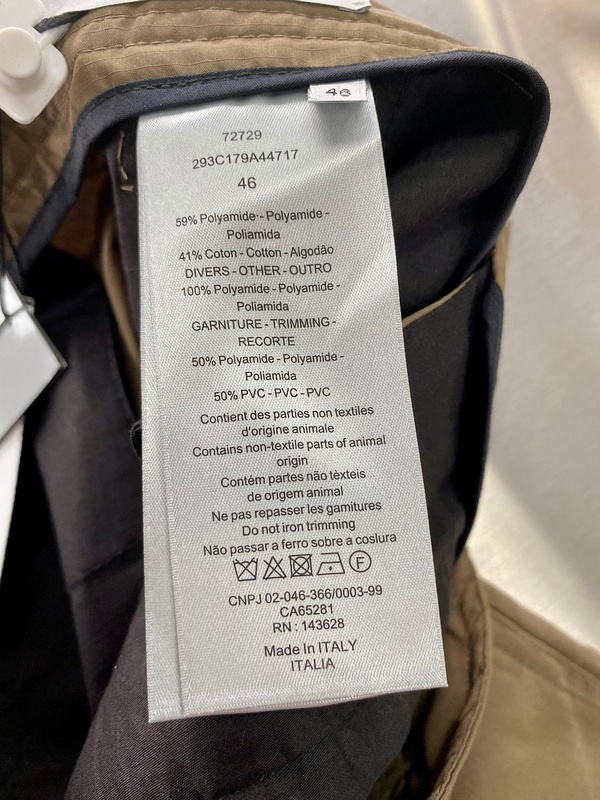 48
72729
293C179A44717
46
59% Polyamide - Polyamide -
Poliamida
41% Coton - Cotton - Algodão
DIVERS - OTHER - OUTRO
100% Polyamide - Polyamide -
Poliamida
GARNITURE - TRIMMING -
RECORTE
50% Polyamide - Polyamide -
Poliamida
50% PVC - PVC - PVC
Contient des parties non textiles
d'origine animale
Contains non-textile parts of animal
origin
Contém partes não tèxteis
de origem animal
Ne pas repasser les garnitures
Do not iron trimming
Não passar a ferro sobre a coslura
F
CNPJ 02-046-366/0003-99
CA65281
RN : 143628
Made In ITALY
ITALIA